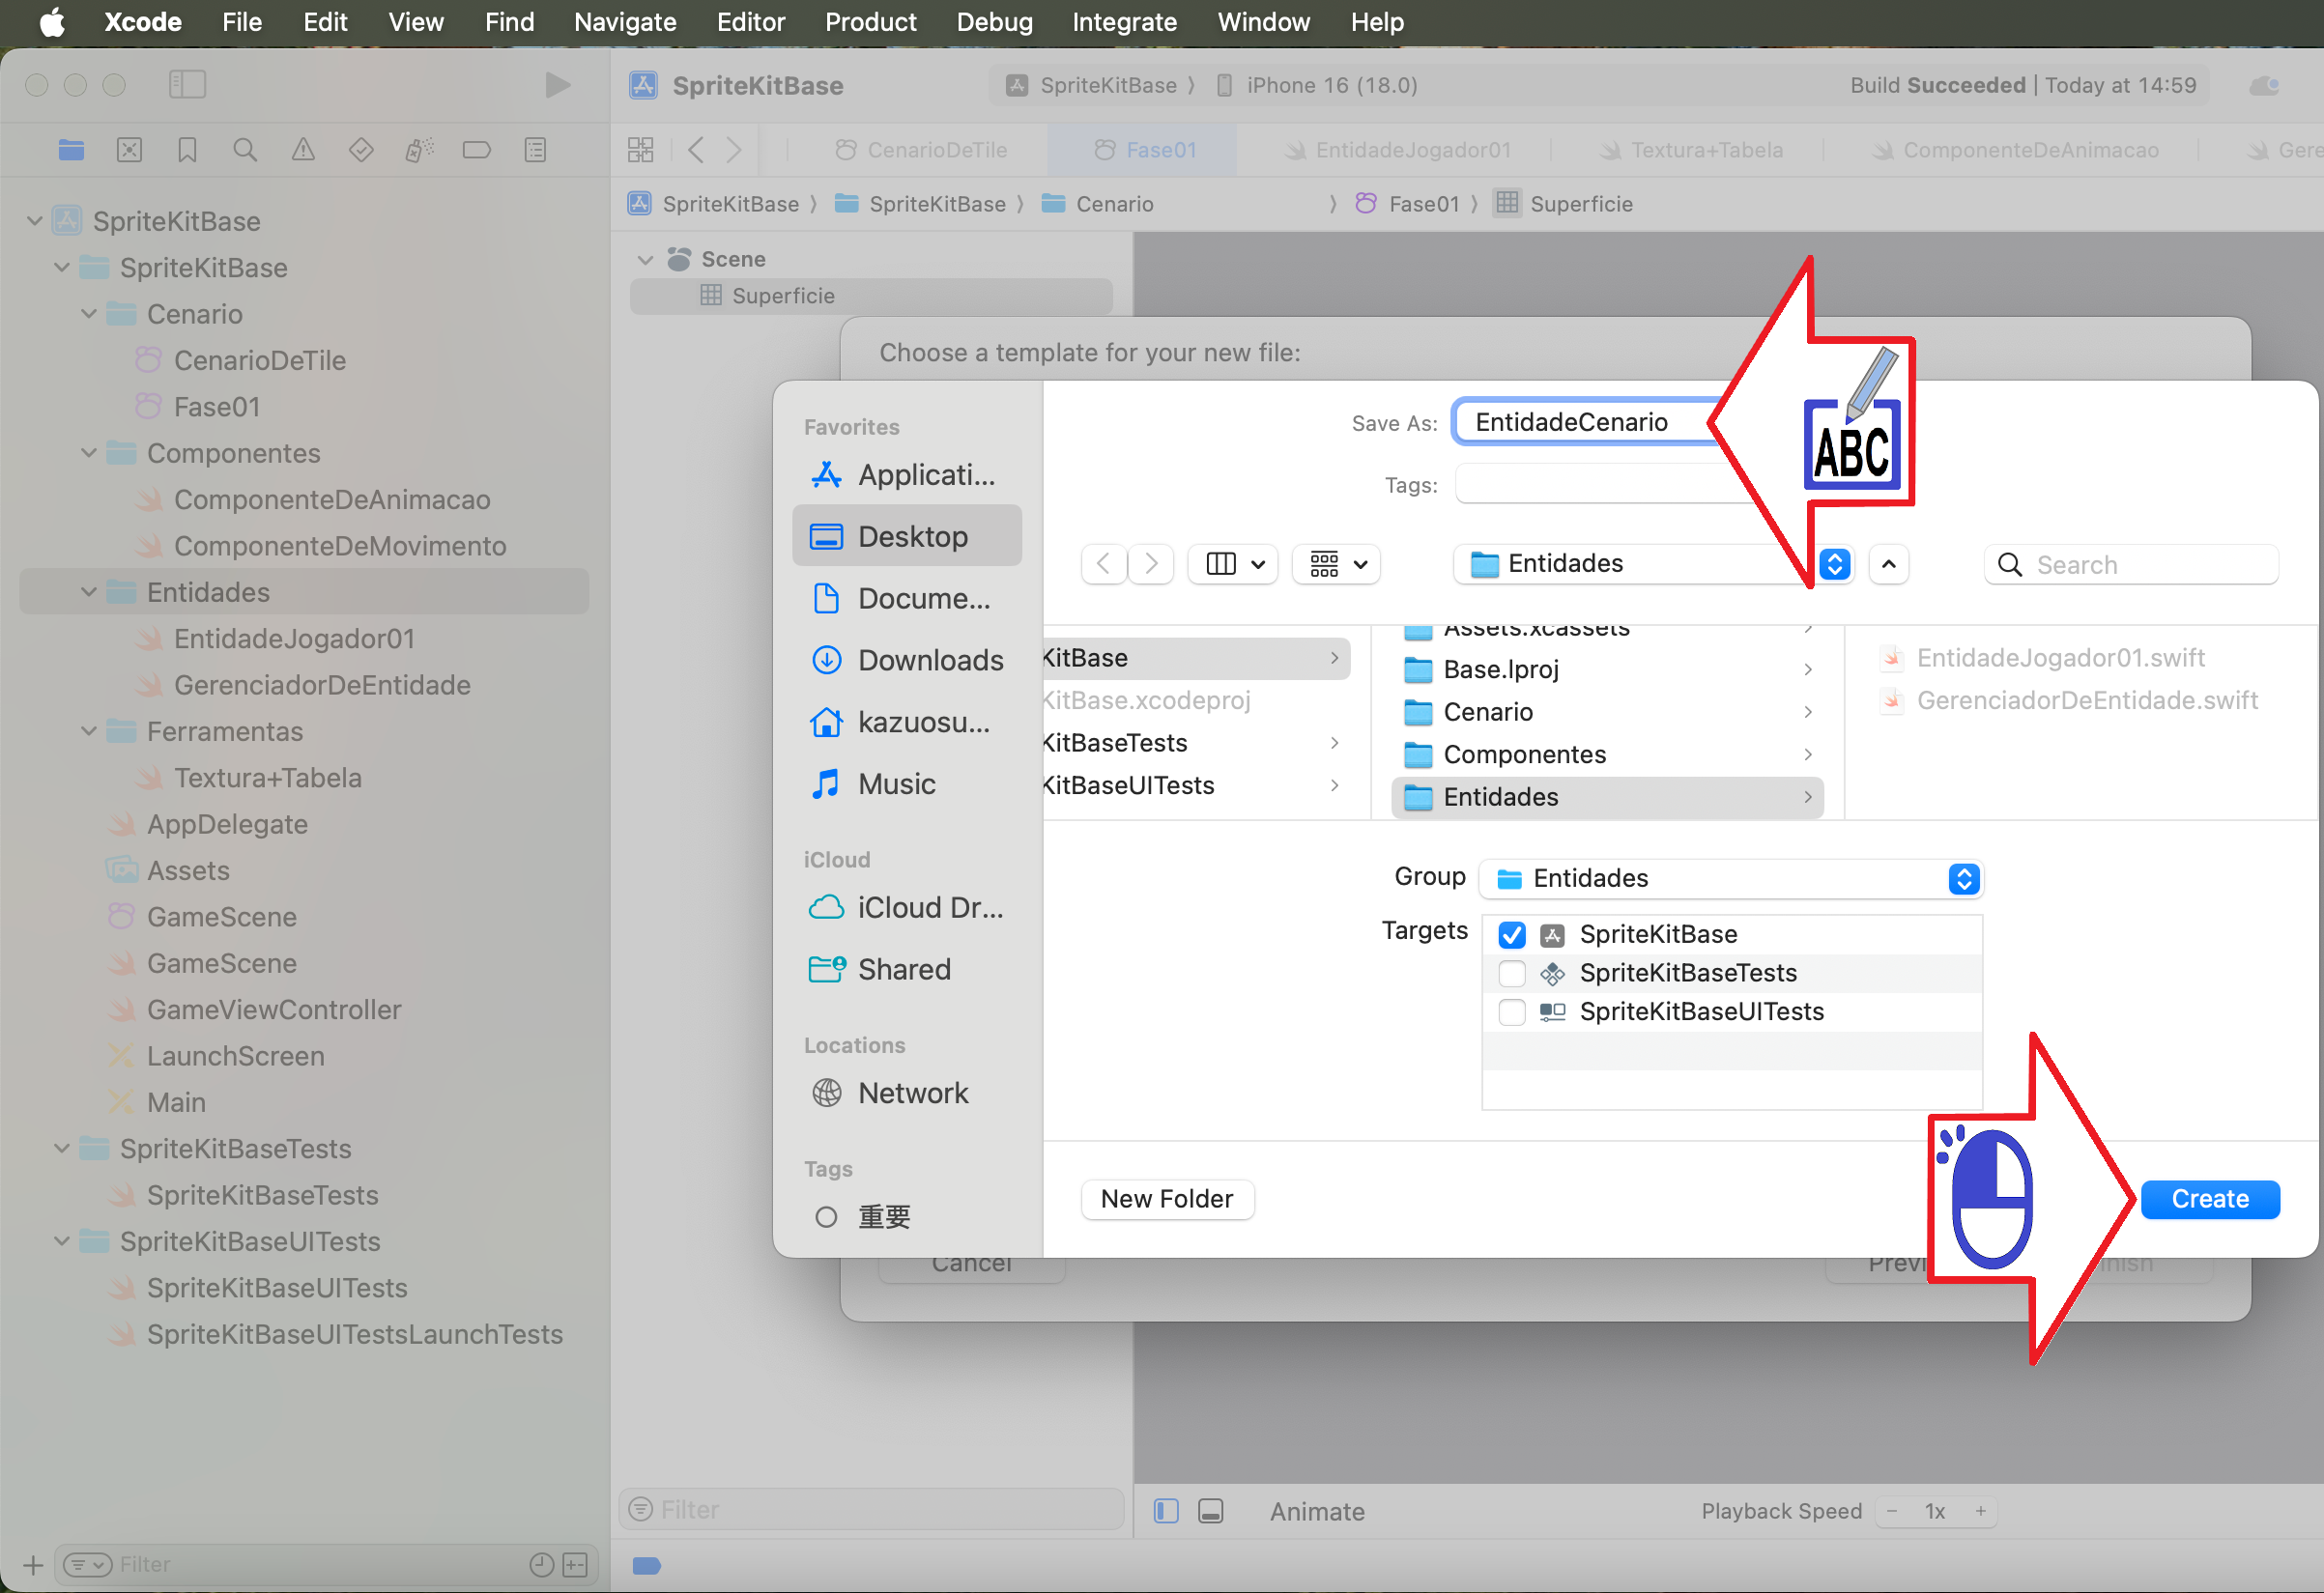 Xcode File Edit View Find Navigate Editor Product Debug Integrate Window Help
SpriteKitBase
SpriteKitBase
iPhone 16 (18.0)
Build Succeeded | Today at 14:59
CenarioDeTile
Fase01
EntidadeJogador01
Textura+Tabela
ComponenteDeAnimacao
SpriteKitBase
SpriteKitBase
Cenario
Fase01
Superficie
SpriteKitBase
SpriteKitBase
Cenario
CenarioDeTile
Fase01
Componentes
ComponenteDeAnimacao
ComponenteDeMovimento
Entidades
EntidadeJogador01
GerenciadorDeEntidade
Ferramentas
Textura+Tabela
AppDelegate
Assets
GameScene
GameScene
GameViewController
LaunchScreen
Main
SpriteKitBaseTests
SpriteKitBaseTests
SpriteKitBaseUITests
SpriteKitBaseUITests
SpriteKitBaseUITestsLaunchTests
Filter
Scene
Superficie
Filter
Choose a template for your new file:
Favorites
Applicati...
Desktop
Docume...
Downloads
kazuosu...
Music
iCloud
iCloud Dr...
Shared
Locations
Network
Tags
重要
Save As: EntidadeCenario
ABC
Tags:
Entidades
Search
KitBase
KitBase.xcodeproj
KitBaseTests
KitBaseUITests
Assets.xcassets
Base.lproj
Cenario
Componentes
Entidades
EntidadeJogador01.swift
GerenciadorDeEntidade.swift
Group Entidades
Targets SpriteKitBase
SpriteKitBaseTests
SpriteKitBaseUITests
New Folder
Create
Cancel
Animate
Playback Speed - 1x +